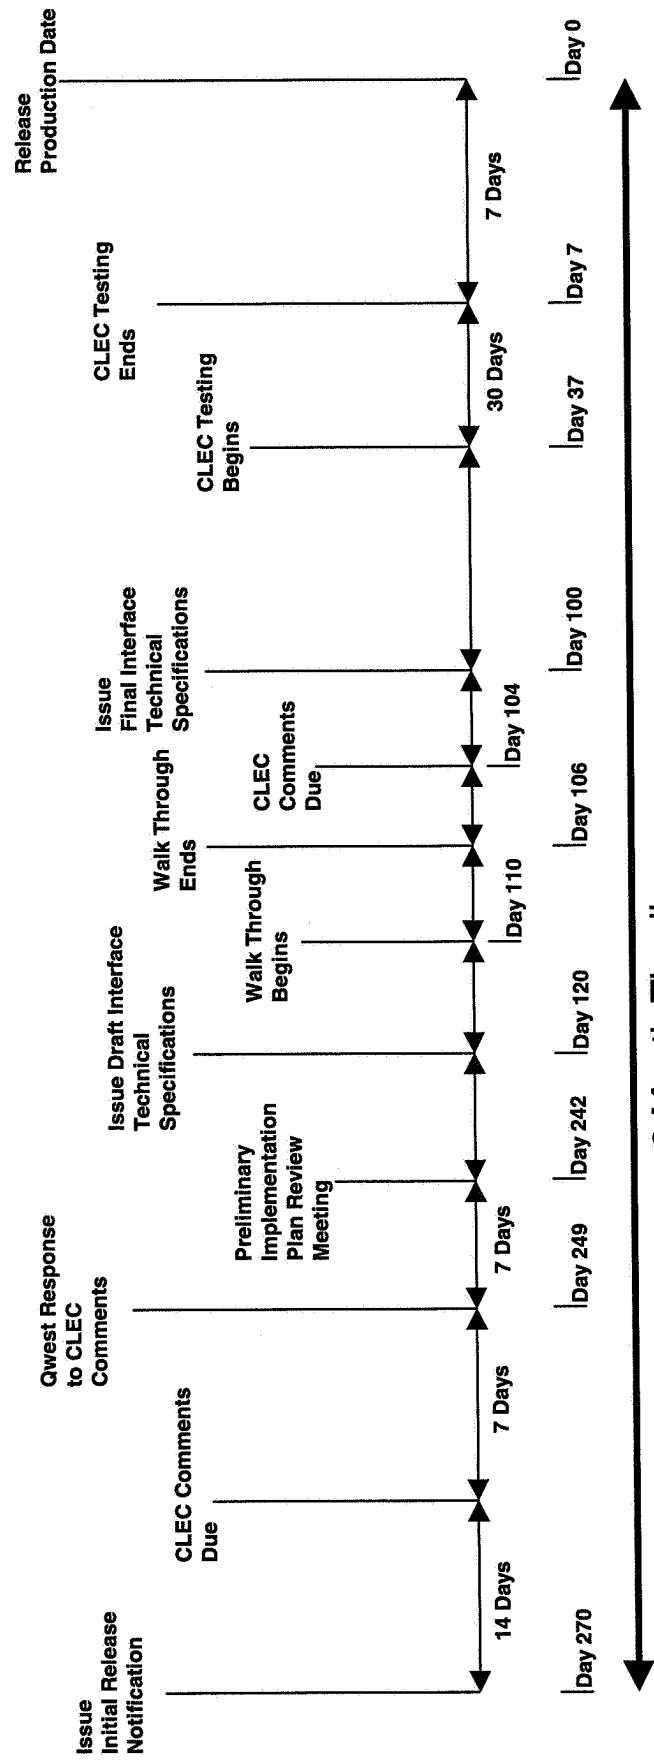 Issue
Initial Release
Notification
CLEC Comments
Due
Qwest Response
to CLEC
Comments
Preliminary
Implementation
Plan Review
Meeting
Issue Draft Interface
Technical
Specifications
Walk Through
Begins
Walk Through
Ends
CLEC
Comments
Due
Issue
Final Interface
Technical
Specifications
CLEC Testing
Begins
CLEC Testing
Ends
Release
Production Date
14 Days
7 Days
7 Days
30 Days
7 Days
Day 270
Day 249
Day 242
Day 120
Day 110
Day 106
Day 104
Day 100
Day 37
Day 7
Day 0